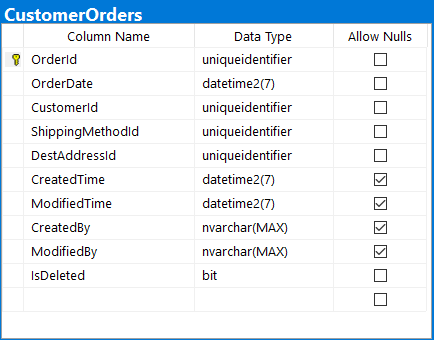 CustomerOrders
Column Name Data Type Allow Nulls
OrderId uniqueidentifier
OrderDate datetime2(7)
CustomerId uniqueidentifier
ShippingMethodId uniqueidentifier
DestAddressId uniqueidentifier
CreatedTime datetime2(7)
ModifiedTime datetime2(7)
CreatedBy nvarchar(MAX)
ModifiedBy nvarchar(MAX)
IsDeleted bit